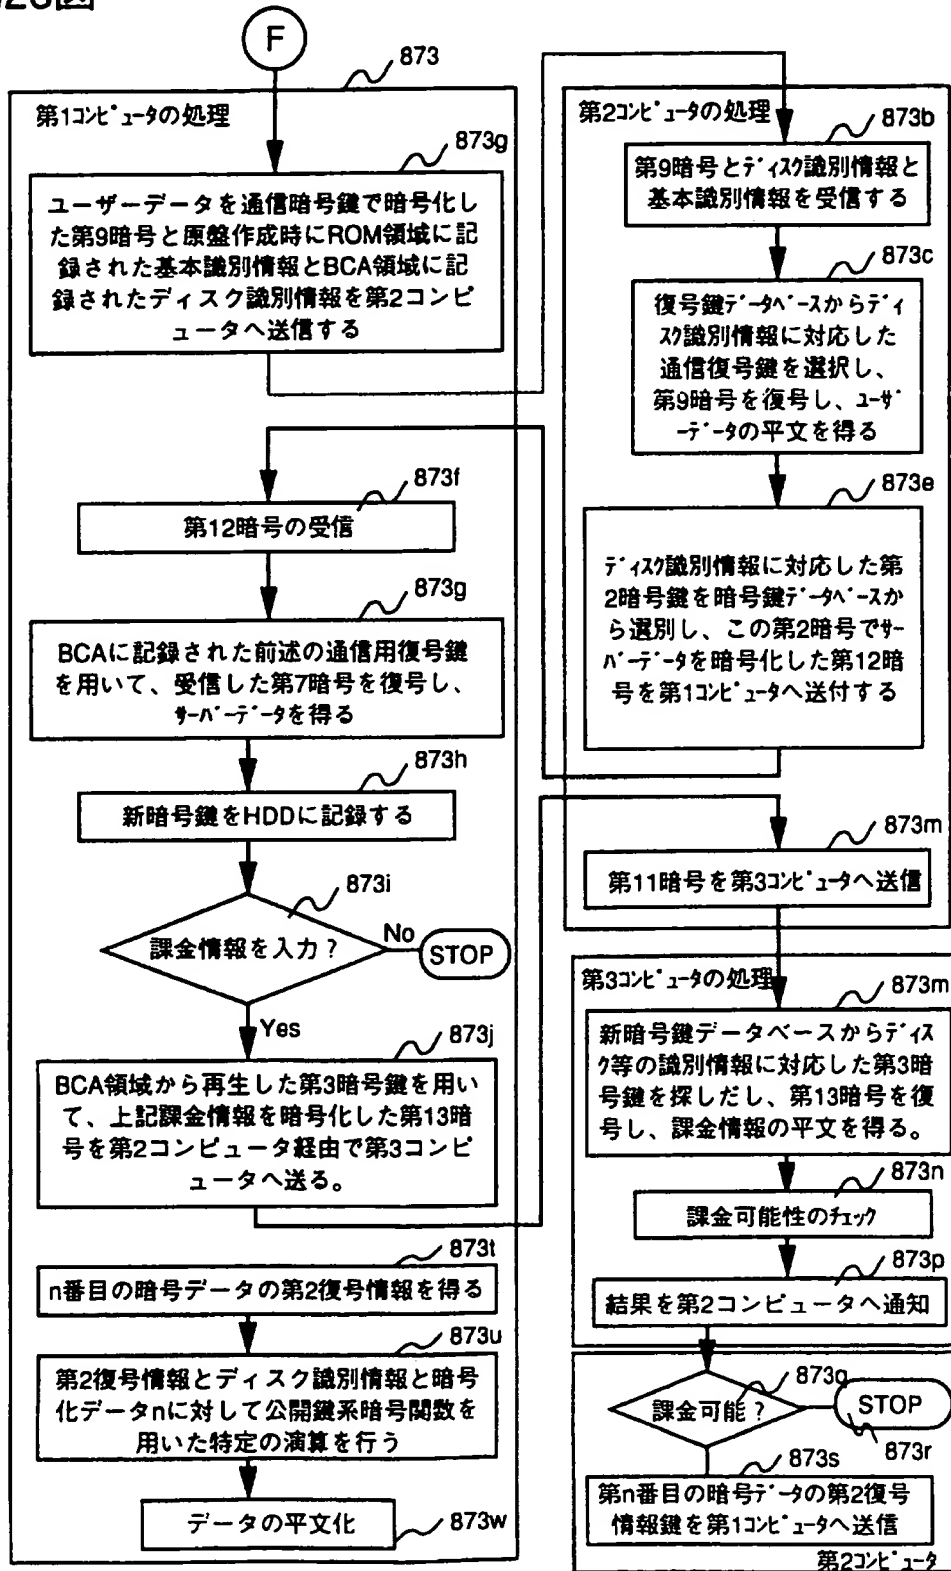 F
873
第1コンピュータの処理
873g
ユーザーデータを通信暗号鍵で暗号化し
た第9暗号と原盤作成時にROM領域に記
録された基本識別情報とBCA領域に記
録されたディスク識別情報を第2コンピ
ュータへ送信する
873f
第12暗号の受信
873g
BCAに記録された前述の通信用復号鍵
を用いて、受信した第7暗号を復号し、
サーバーデータを得る
873h
新暗号鍵をHDDに記録する
873i
課金情報を入力？
No
STOP
Yes
873j
BCA領域から再生した第3暗号鍵を用い
て、上記課金情報を暗号化した第13暗
号を第2コンピュータ経由で第3コンピ
ュータへ送る。
873t
n番目の暗号データの第2復号情報を得る
873u
第2復号情報とディスク識別情報と暗号
化データnに対して公開鍵系暗号関数を
用いた特定の演算を行う
データの平文化
873w
第2コンピュータの処理
873b
第9暗号とディスク識別情報と
基本識別情報を受信する
873c
復号鍵データベースからディ
スク識別情報に対応した
通信復号鍵を選択し、
第9暗号を復号し、ユーザ
ーデータの平文を得る
873e
ディスク識別情報に対応した第
2暗号鍵を暗号鍵データベースか
ら選別し、この第2暗号でサー
バーデータを暗号化した第12暗
号を第1コンピュータへ送付する
873m
第11暗号を第3コンピュータへ送信
第3コンピュータの処理
873m
新暗号鍵データベースからディス
ク等の識別情報に対応した第3暗
号鍵を探しだし、第13暗号を復
号し、課金情報の平文を得る。
873n
課金可能性のチェック
873p
結果を第2コンピュータへ通知
873q
課金可能？
STOP
873r
873s
第n番目の暗号データの第2復号
情報鍵を第1コンピュータへ送信
第2コンピュータ